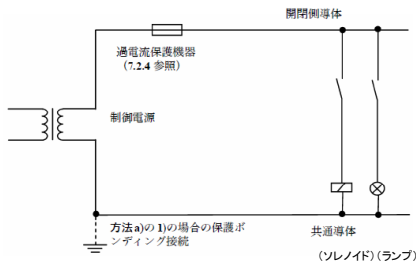 開閉側導体
過電流保護機器
(7.2.4 参照)
制御電源
方法 a)の 1)の場合の保護ボ
ンディング接続
共通導体
(ソレノイド)(ランプ)